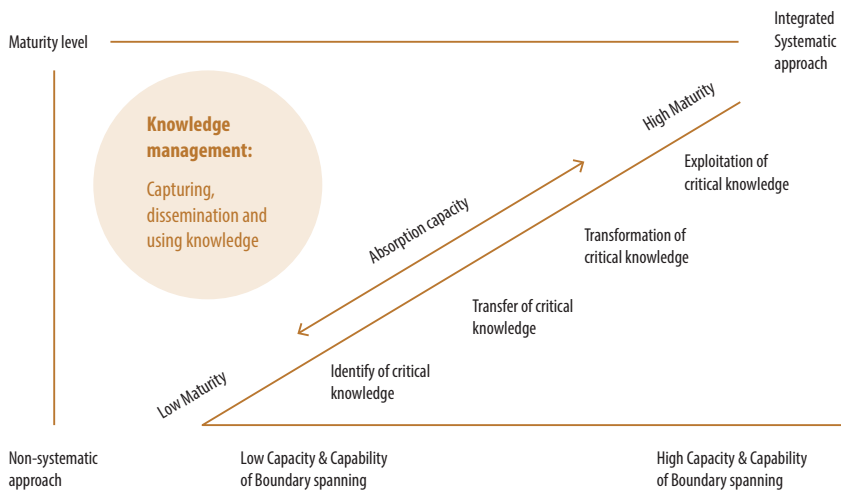 Maturity level
Integrated
Systematic
approach
Knowledge
management:
Capturing,
dissemination and
using knowledge
High Maturity
Exploitation of
critical knowledge
Absorption capacity
Transformation of
critical knowledge
Transfer of critical
knowledge
Identify of critical
knowledge
Low Maturity
Non-systematic
approach
Low Capacity & Capability
of Boundary spanning
High Capacity & Capability
of Boundary spanning